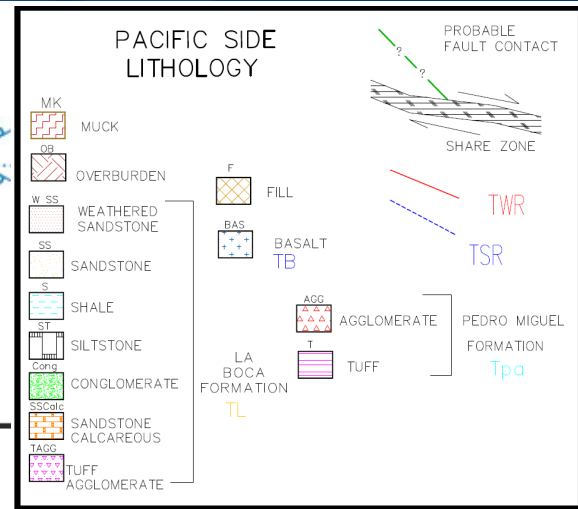 PACIFIC SIDE
LITHOLOGY
PROBABLE
FAULT CONTACT
?
?
SHARE ZONE
MK
MUCK
OB
OVERBURDEN
W SS
WEATHERED
SANDSTONE
SS
SANDSTONE
S
SHALE
ST
SILTSTONE
Cong
CONGLOMERATE
SSCalc
SANDSTONE
CALCAREOUS
TAGG
TUFF
AGGLOMERATE
LA
BOCA
FORMATION
TL
F
FILL
BAS
BASALT
TB
TWR
TSR
AGG
AGGLOMERATE
T
TUFF
PEDRO MIGUEL
FORMATION
Tpa